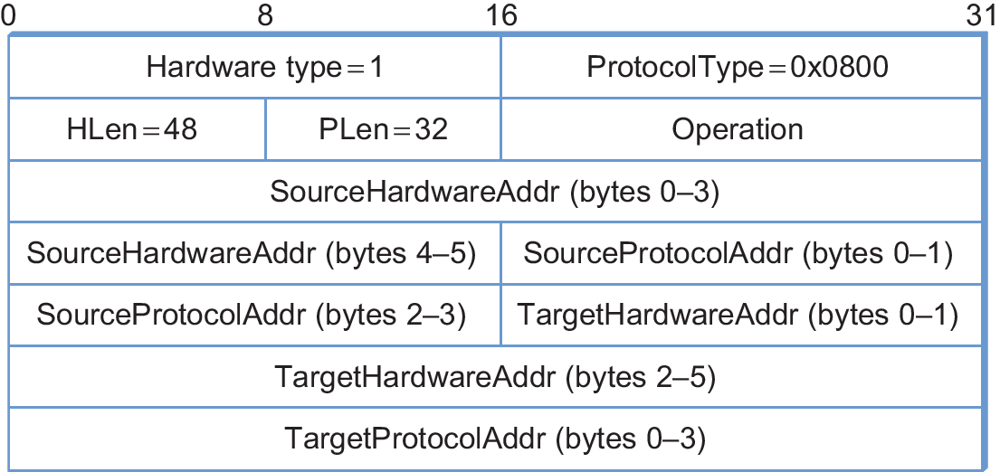 0 8 16 31
Hardware type=1 ProtocolType=0x0800
HLen=48 PLen=32 Operation
SourceHardwareAddr (bytes 0–3)
SourceHardwareAddr (bytes 4–5) SourceProtocolAddr (bytes 0–1)
SourceProtocolAddr (bytes 2–3) TargetHardwareAddr (bytes 0–1)
TargetHardwareAddr (bytes 2–5)
TargetProtocolAddr (bytes 0–3)